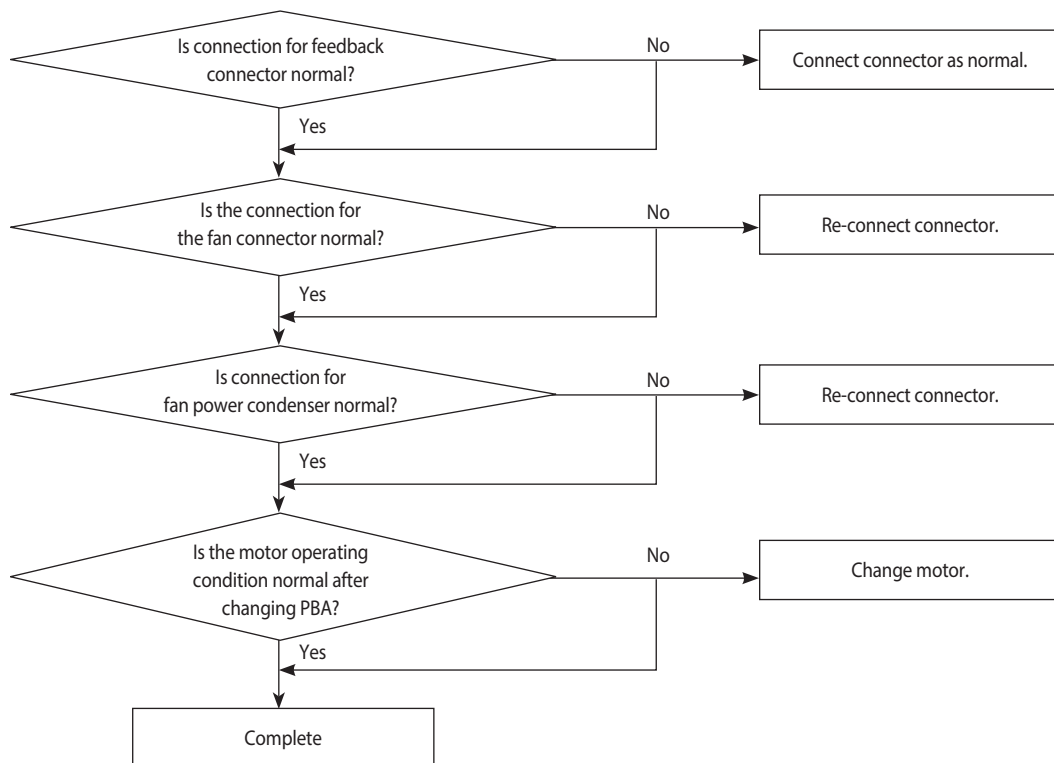 Is connection for feedback
connector normal?
No
Connect connector as normal.
Yes
Is the connection for
the fan connector normal?
No
Re-connect connector.
Yes
Is connection for
fan power condenser normal?
No
Re-connect connector.
Yes
Is the motor operating
condition normal after
changing PBA?
No
Change motor.
Yes
Complete